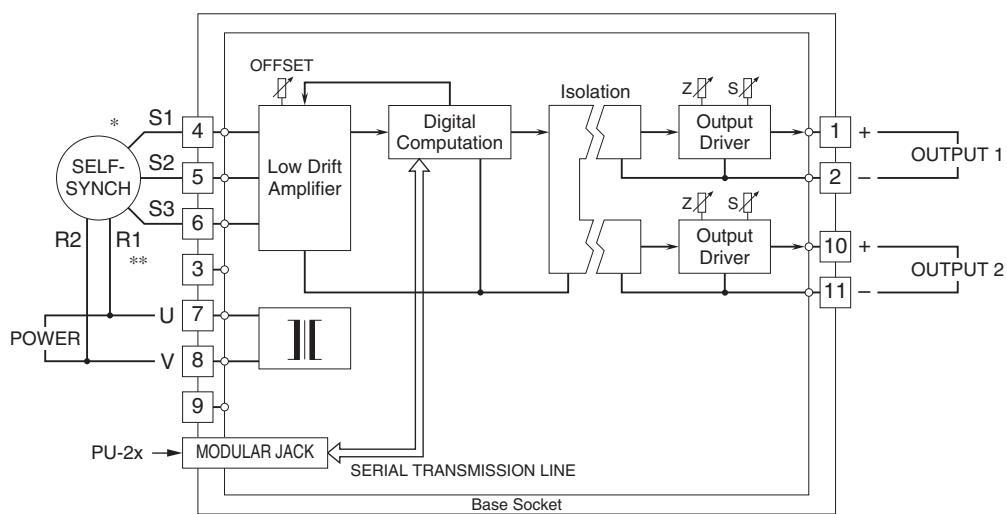 OFFSET
Isolation
Z
S
*
S1
4
Digital
Computation
Output
Driver
1
+
OUTPUT 1
SELF-
SYNCH
S2
5
Low Drift
Amplifier
2
–
S3
6
Z
S
R2
R1
**
Output
Driver
10
+
OUTPUT 2
3
11
–
U
7
POWER
V
8
9
PU-2x
MODULAR JACK
SERIAL TRANSMISSION LINE
Base Socket